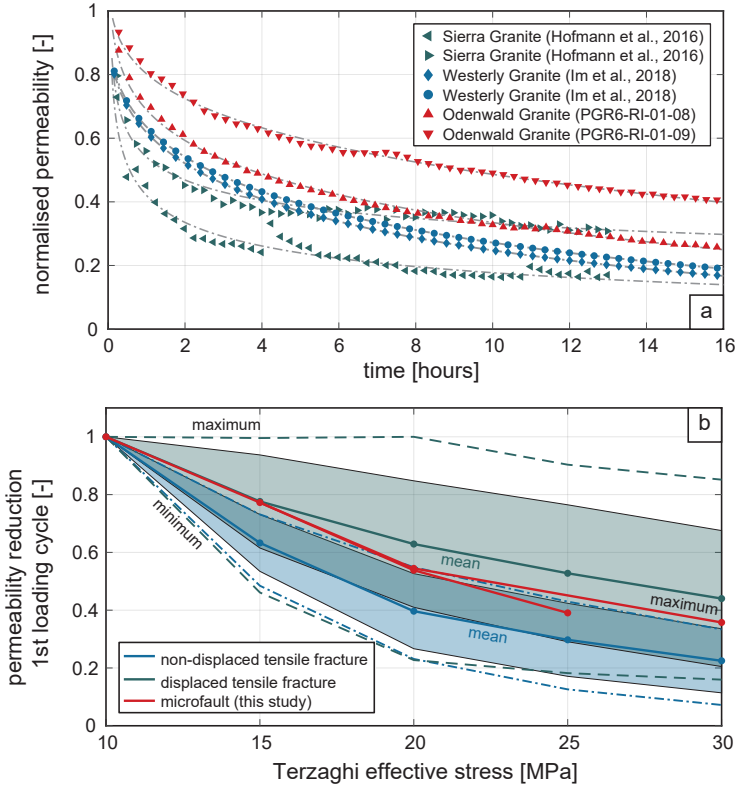 1
0.8
0.6
0.4
0.2
0
normalised permeability [-]
Sierra Granite (Hofmann et al., 2016)
Sierra Granite (Hofmann et al., 2016)
Westerly Granite (Im et al., 2018)
Westerly Granite (Im et al., 2018)
Odenwald Granite (PGR6-RI-01-08)
Odenwald Granite (PGR6-RI-01-09)
a
0 2 4 6 8 10 12 14 16
time [hours]
b
1
0.8
0.6
0.4
0.2
0
permeability reduction
1st loading cycle [-]
maximum
minimum
mean
maximum
mean
non-displaced tensile fracture
displaced tensile fracture
microfault (this study)
10 15 20 25 30
Terzaghi effective stress [MPa]